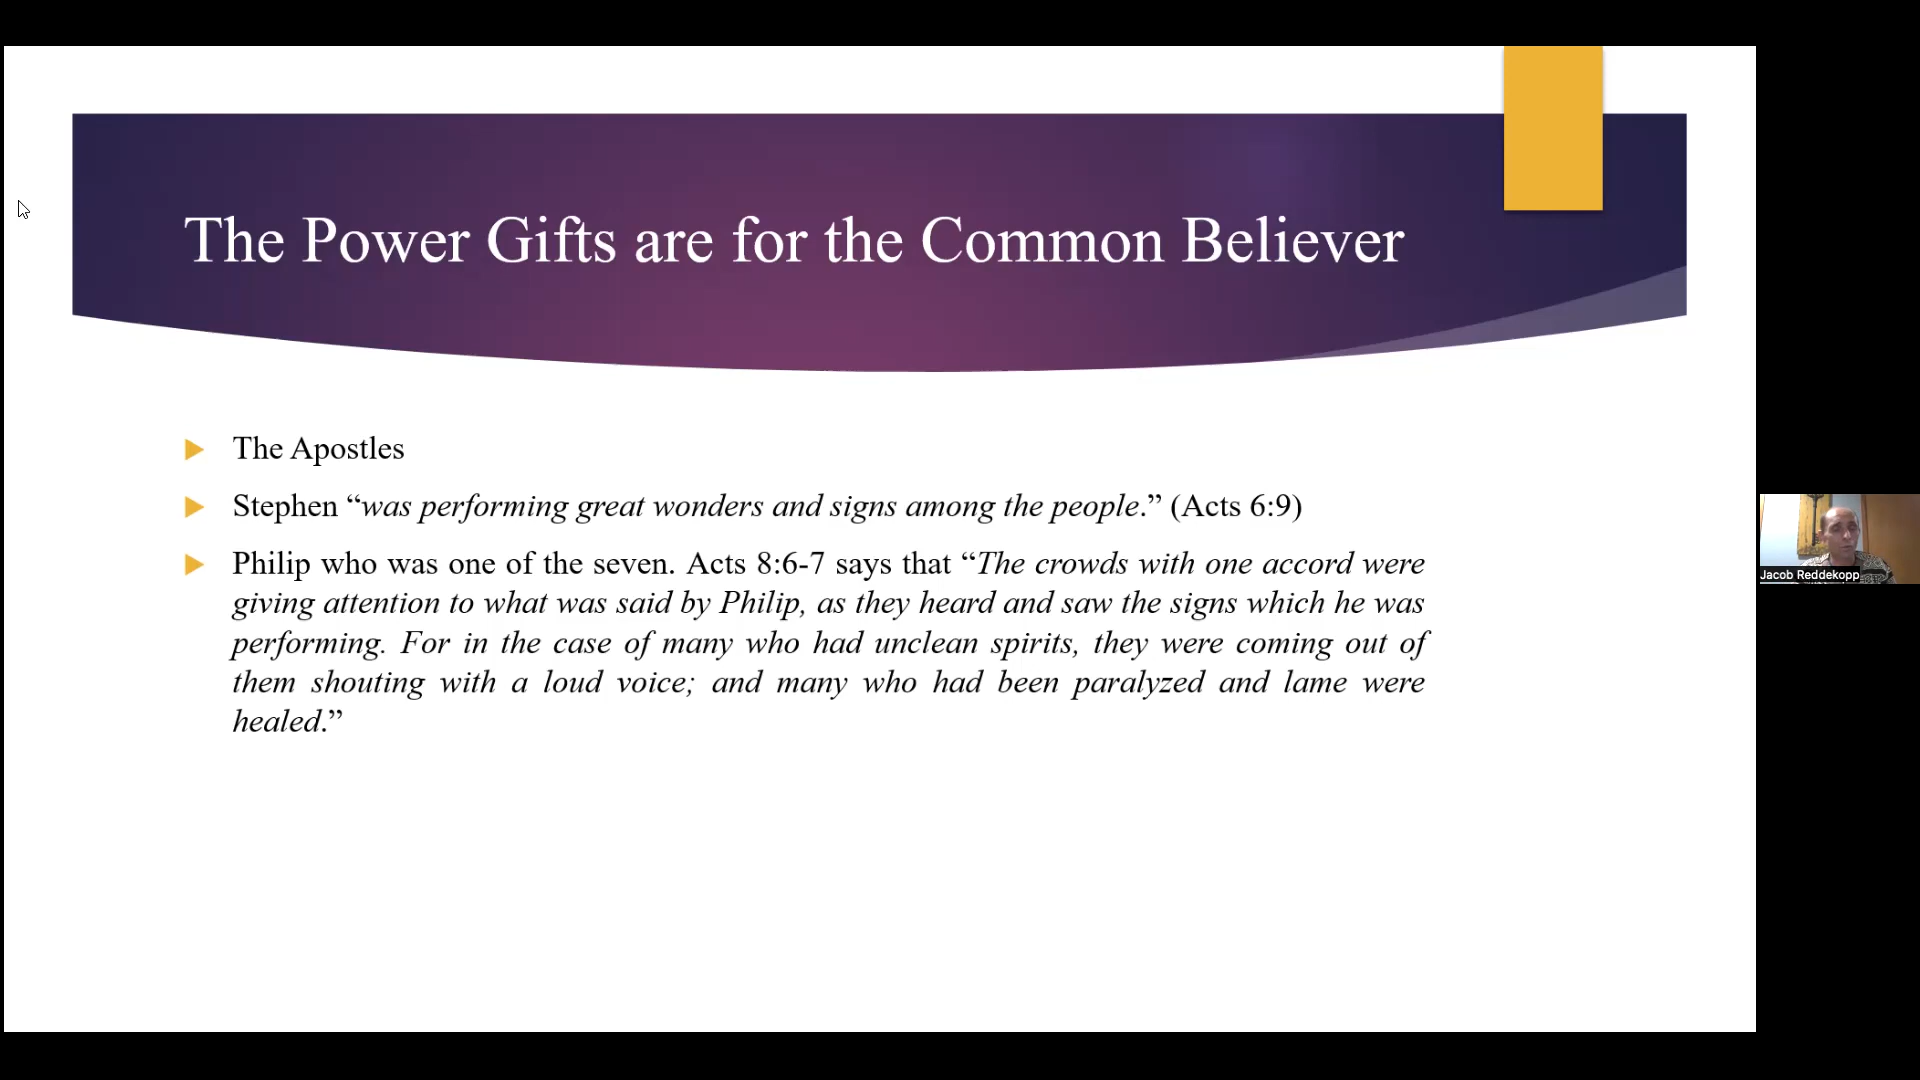 The Power Gifts are for the Common Believer
The Apostles
Stephen “was performing great wonders and signs among the people.” (Acts 6:9)
Philip who was one of the seven. Acts 8:6-7 says that “The crowds with one accord were
giving attention to what was said by Philip, as they heard and saw the signs which he was
performing. For in the case of many who had unclean spirits, they were coming out of
them shouting with a loud voice; and many who had been paralyzed and lame were
healed.”
Jacob Reddekopp